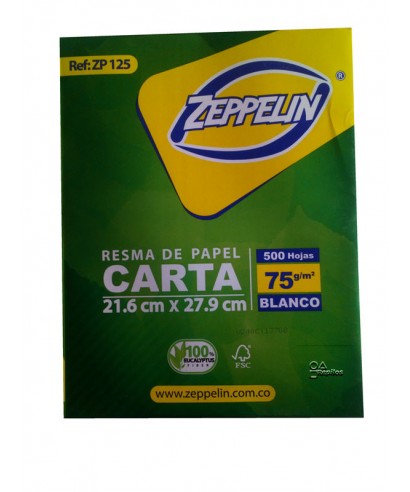 Ref: ZP 125
ZEPPELIN
®
RESMA DE PAPEL
CARTA
21.6 cm x 27.9 cm
500 Hojas
75 g/m²
BLANCO
100%
EUCALYPTUS
FIBER
FSC
www.zeppelin.com.co